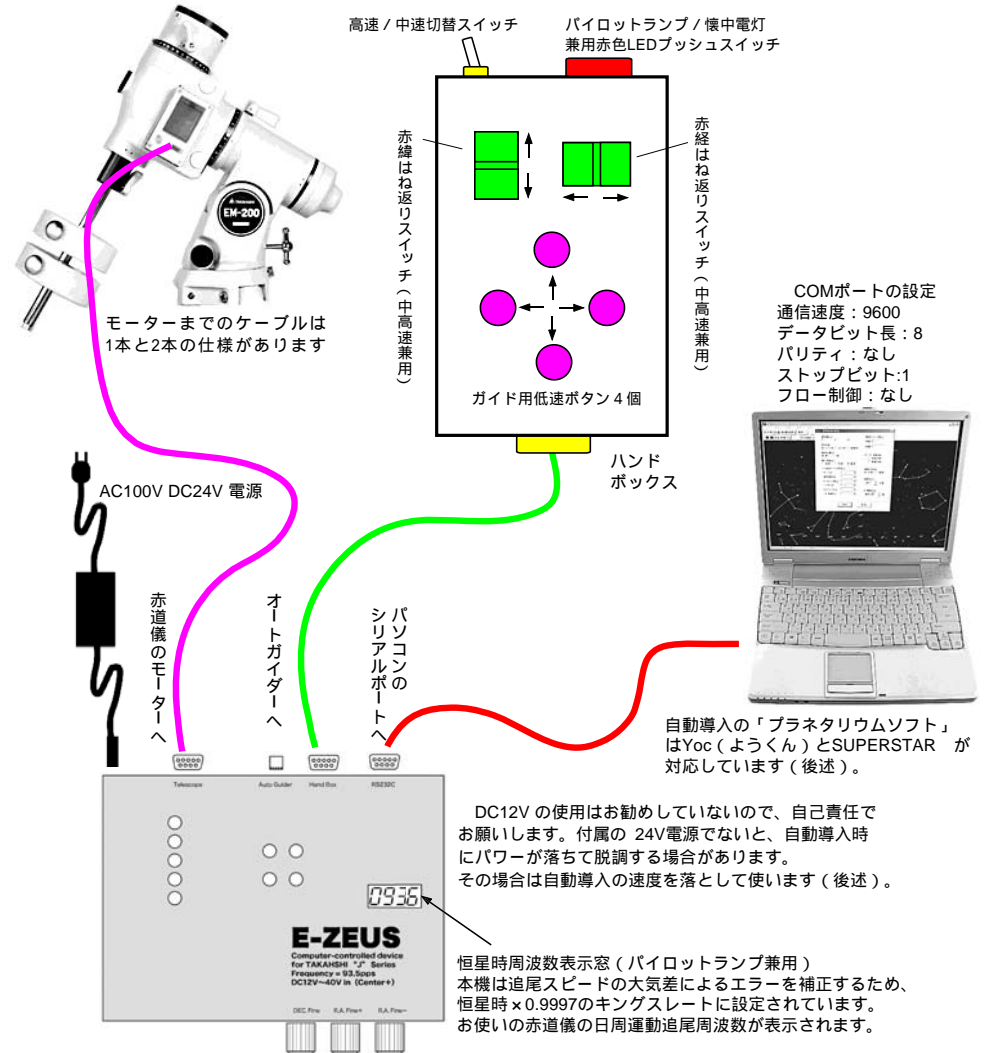 高速 / 中速切替スイッチ
パイロットランプ / 懐中電灯
兼用赤色LEDプッシュスイッチ
赤緯はね返りスイッチ(中高速兼用)
赤経はね返りスイッチ(中高速兼用)
EM-200
モーターまでのケーブルは
1本と2本の仕様があります
ガイド用低速ボタン４個
ハンド
ボックス
COMポートの設定
通信速度：9600
データビット長：8
パリティ：なし
ストップビット:1
フロー制御：なし
AC100V DC24V 電源
赤道儀のモーターへ
オートガイダーへ
パソコンの
シリアルポートへ
自動導入の「プラネタリウムソフト」
はYoc(ようくん)とSUPERSTAR が
対応しています(後述)。
Telescope
Auto Guider
Hand Box
RS232C
DC12V の使用はお勧めしていないので、自己責任で
お願いします。付属の 24V電源でないと、自動導入時
にパワーが落ちて脱調する場合があります。
その場合は自動導入の速度を落として使います(後述)。
0936
E-ZEUS
Computer-controlled device
for TAKAHSHI "J" Series
Frequency = 93.5pps
DC12V～40V in (Center+)
恒星時周波数表示窓(パイロットランプ兼用)
本機は追尾スピードの大気差によるエラーを補正するため、
恒星時×0.9997のキングスレートに設定されています。
お使いの赤道儀の日周運動追尾周波数が表示されます。
DEC. Fine
R.A. Fine+
R.A. Fine−